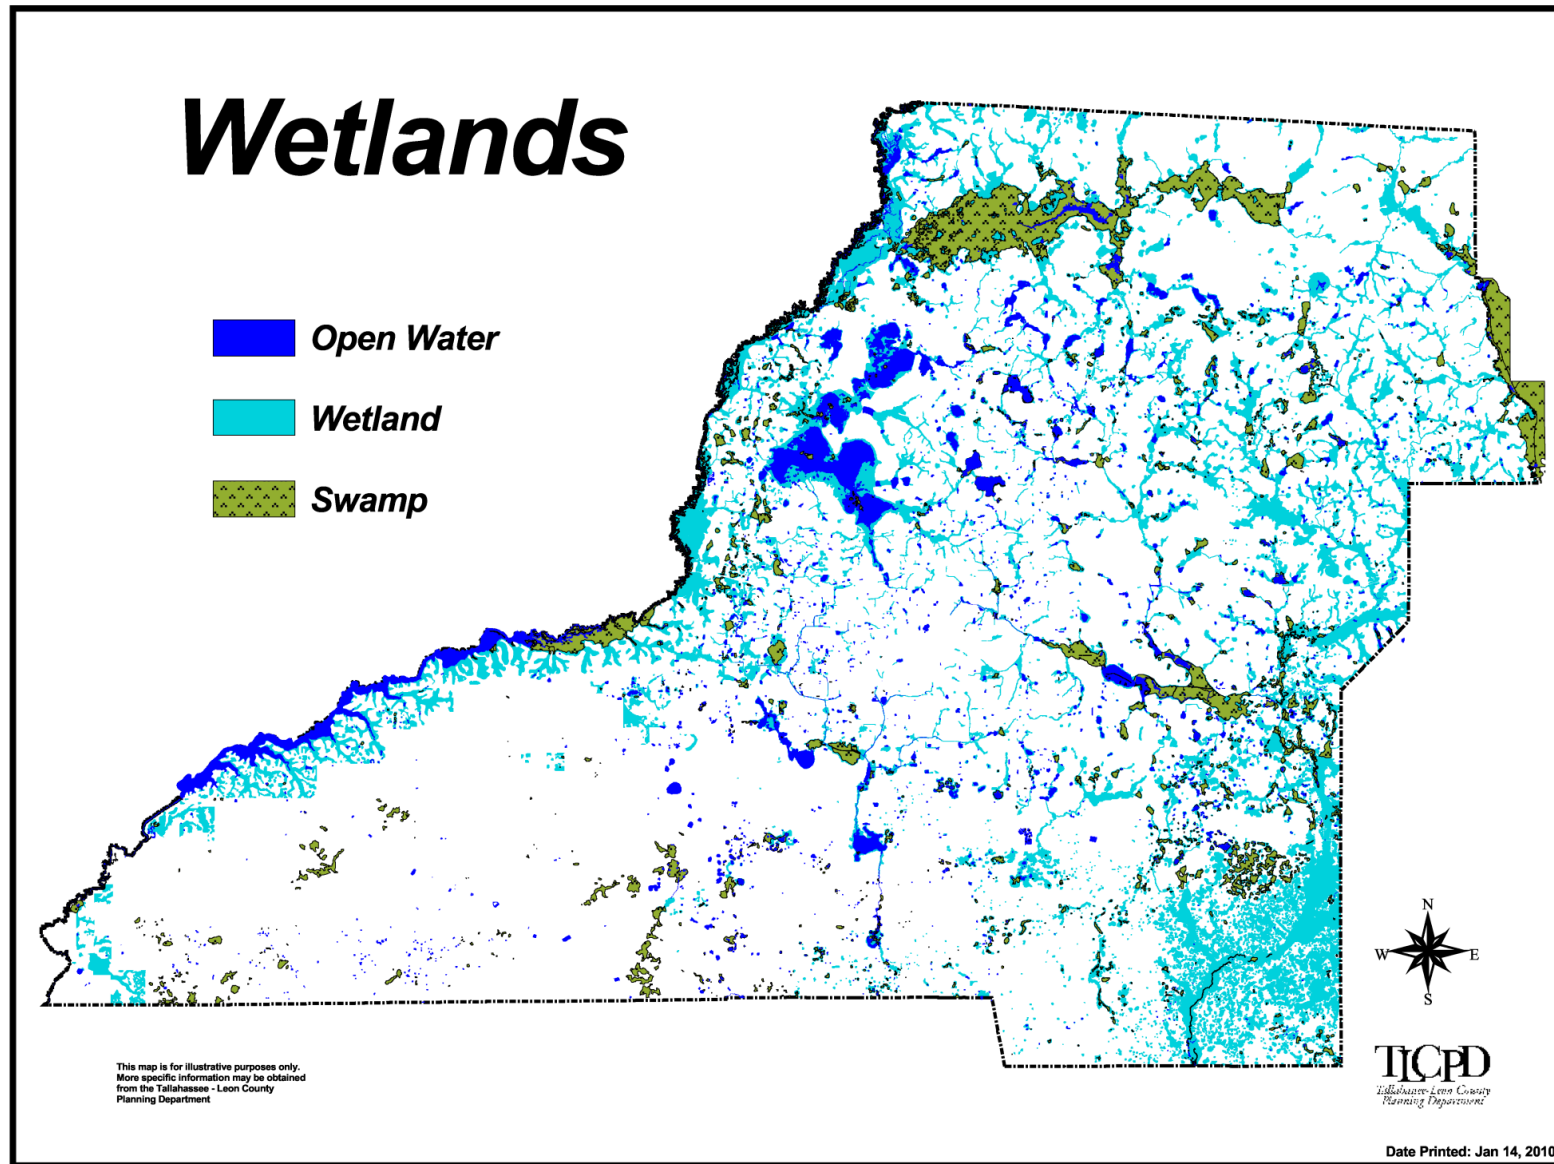 Wetlands
Open Water
Wetland
Swamp
N
W E
S
This map is for illustrative purposes only.
More specific information may be obtained
from the Tallahassee - Leon County
Planning Department
TLCPD
Tallahassee-Leon County
Planning Department
Date Printed: Jan 14, 2010